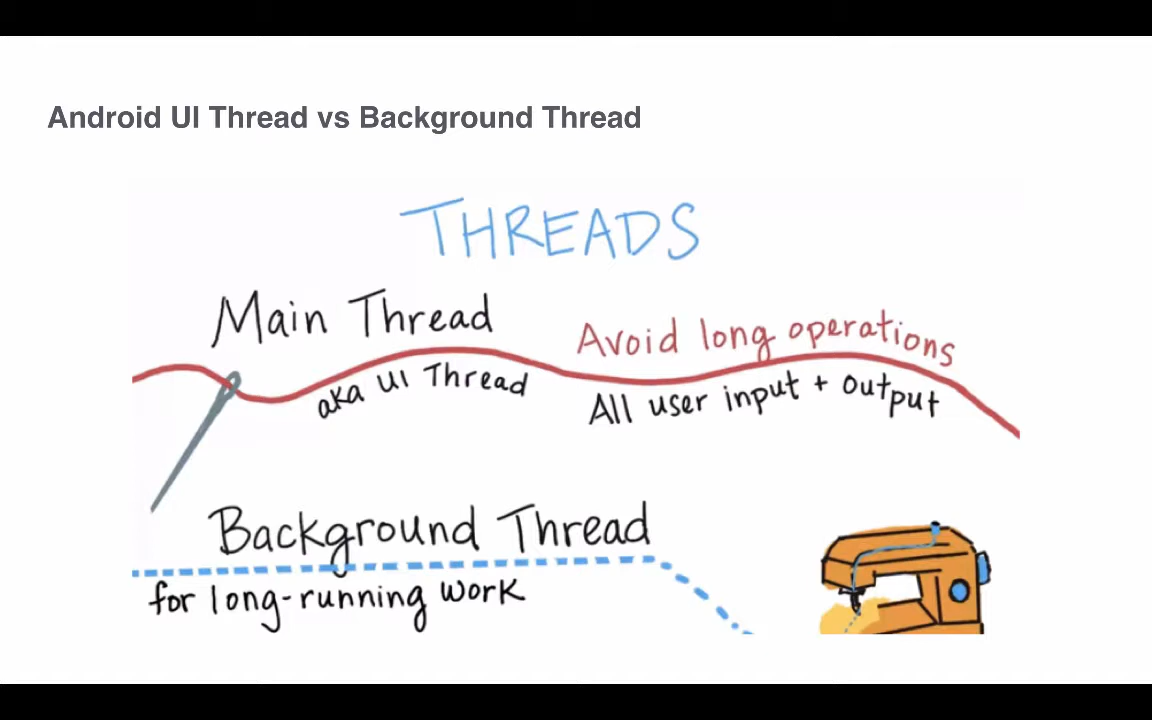 Android UI Thread vs Background Thread
THREADS
Main Thread
Avoid long operations
aka UI Thread
All user input + output
Background Thread
for long-running work